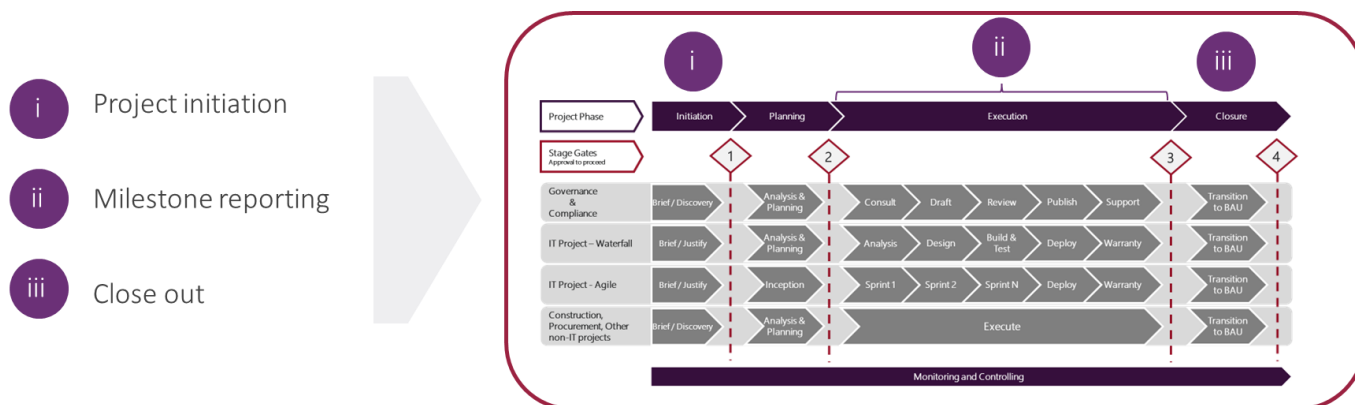 i
Project initiation
ii
Milestone reporting
iii
Close out
i
ii
iii
Project Phase
Initiation
Planning
Execution
Closure
Stage Gates
Approval to proceed
1
2
3
4
Governance
&
Compliance
Brief / Discovery
Analysis &
Planning
Consult
Draft
Review
Publish
Support
Transition
to BAU
IT Project – Waterfall
Brief / Justify
Analysis &
Planning
Analysis
Design
Build &
Test
Deploy
Warranty
Transition
to BAU
IT Project - Agile
Brief / Justify
Inception
Sprint 1
Sprint 2
Sprint N
Deploy
Warranty
Transition
to BAU
Construction,
Procurement, Other
non-IT projects
Brief / Discovery
Analysis &
Planning
Execute
Transition
to BAU
Monitoring and Controlling